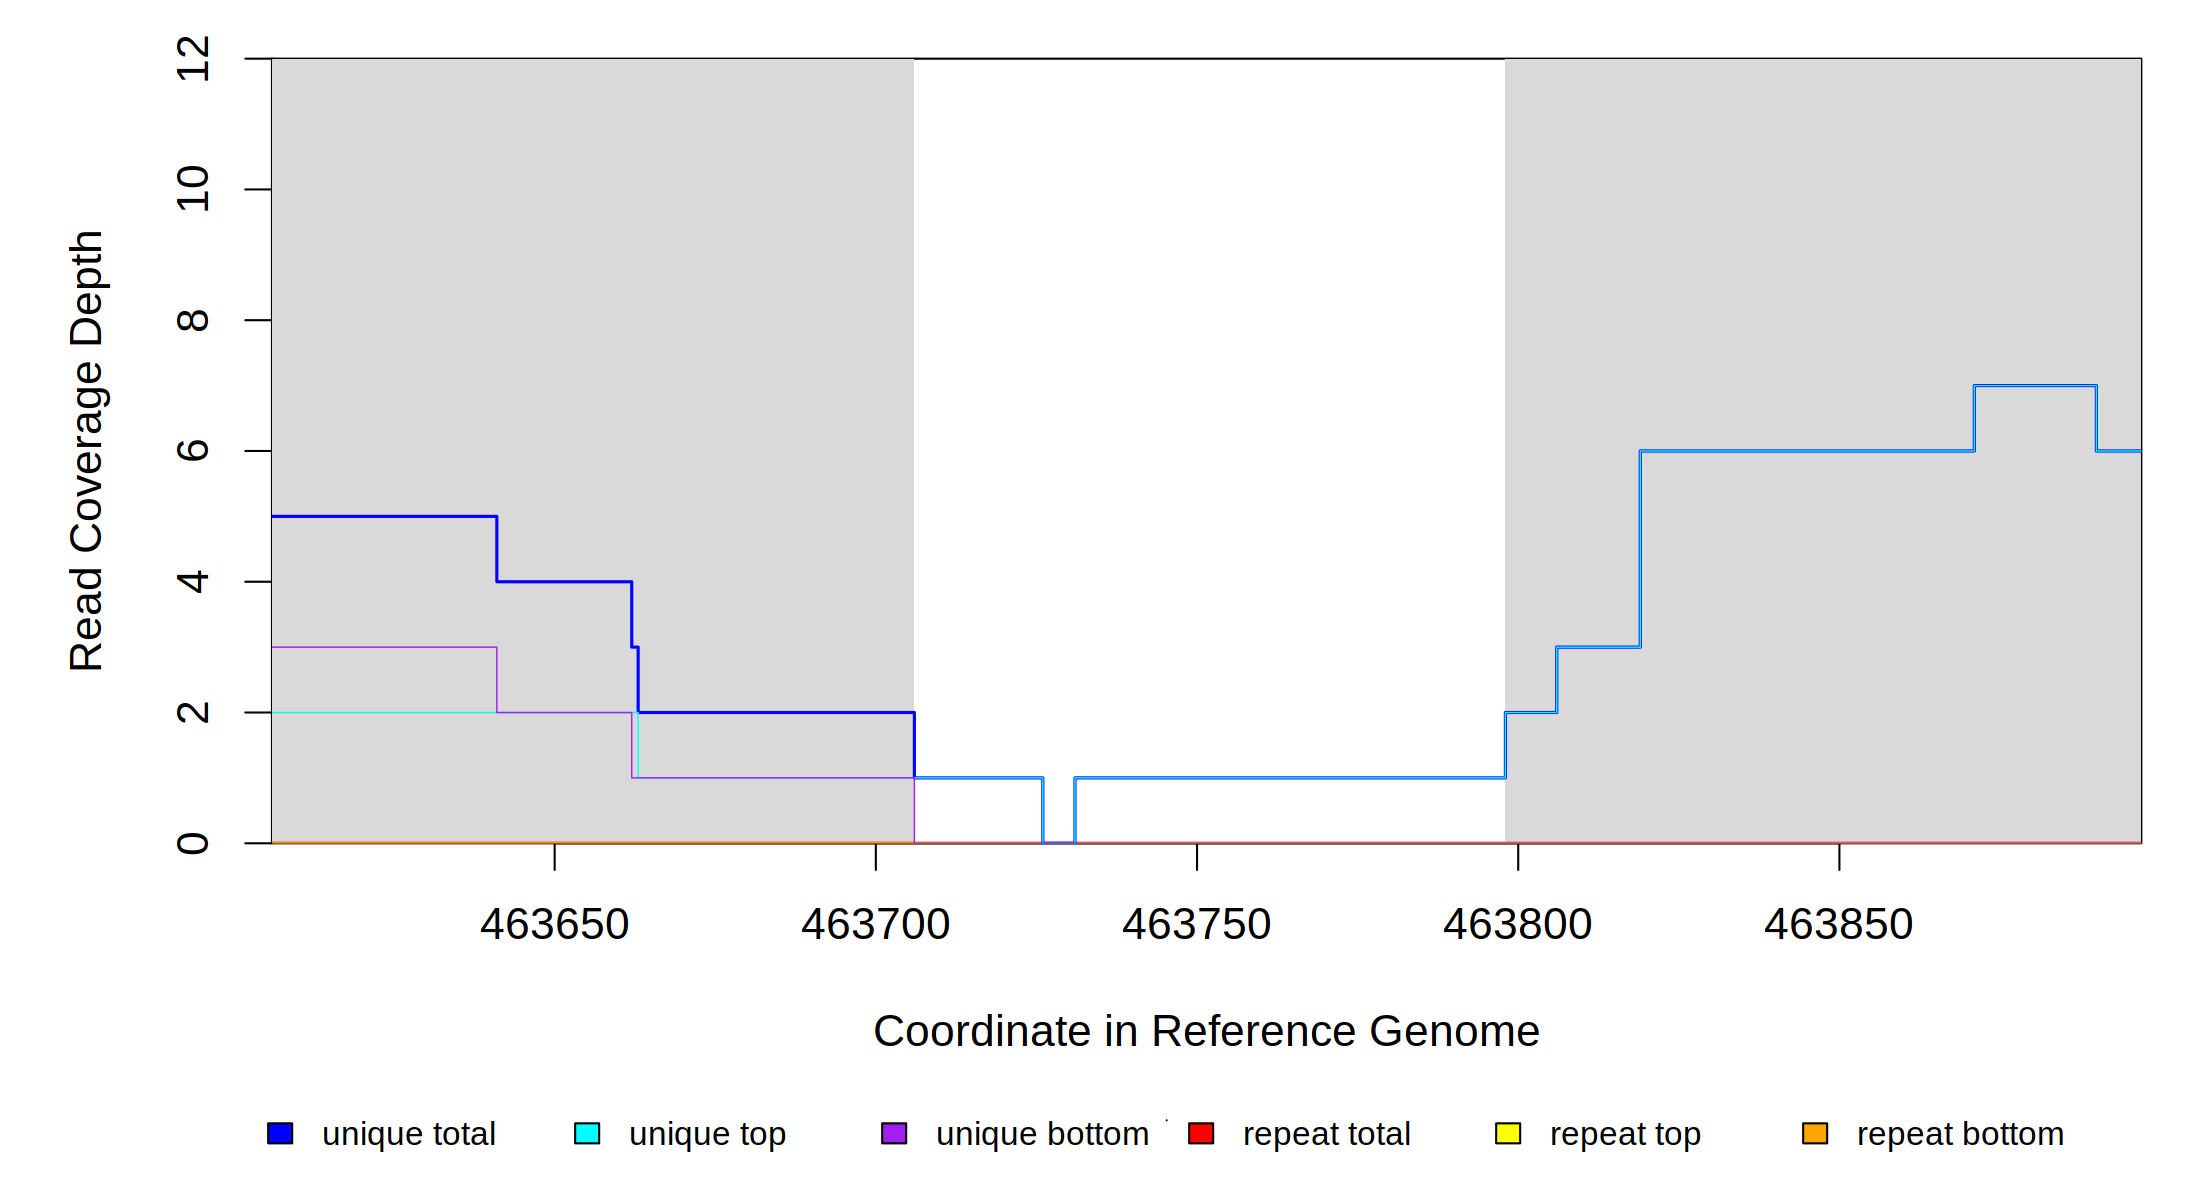 12
10
8
6
4
2
0
Read Coverage Depth
463650 463700 463750 463800 463850
Coordinate in Reference Genome
unique total unique top unique bottom repeat total repeat top repeat bottom